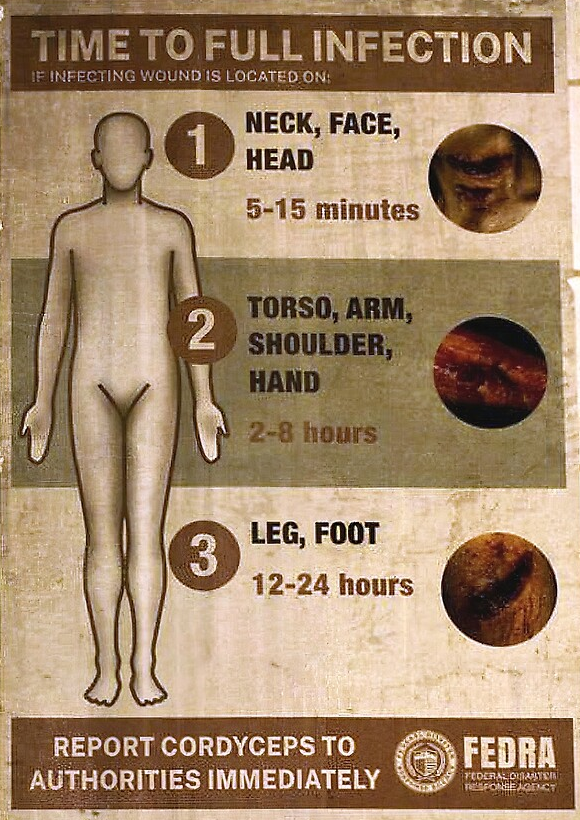 TIME TO FULL INFECTION
IF INFECTING WOUND IS LOCATED ON:
1
NECK, FACE,
HEAD
5-15 minutes
2
TORSO, ARM,
SHOULDER,
HAND
2-8 hours
3
LEG, FOOT
12-24 hours
REPORT CORDYCEPS TO
AUTHORITIES IMMEDIATELY
FEDRA
FEDERAL DISASTER
RESPONSE AGENCY